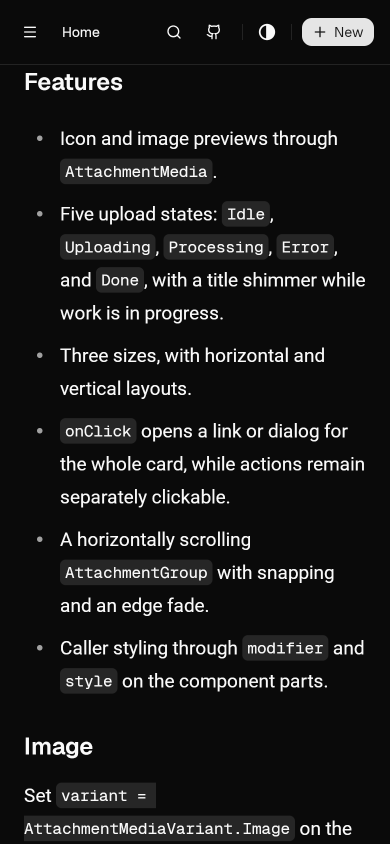 Home
New
Features
Icon and image previews through
AttachmentMedia.
Five upload states: Idle,
Uploading, Processing, Error,
and Done, with a title shimmer while
work is in progress.
Three sizes, with horizontal and
vertical layouts.
onClick opens a link or dialog for
the whole card, while actions remain
separately clickable.
A horizontally scrolling
AttachmentGroup with snapping
and an edge fade.
Caller styling through modifier and
style on the component parts.
Image
Set variant =
AttachmentMediaVariant.Image on the